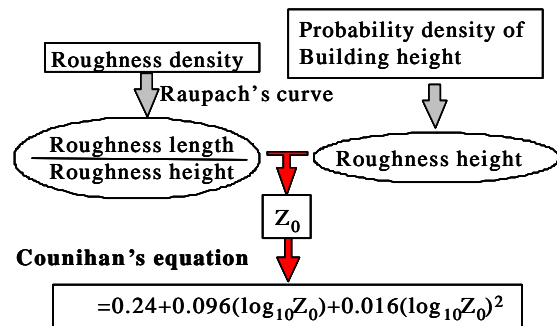 Roughness density
Probability density of
Building height
Raupach's curve
Roughness length
Roughness height
Roughness height
Z₀
Counihan's equation
=0.24+0.096(log₁₀Z₀)+0.016(log₁₀Z₀)²